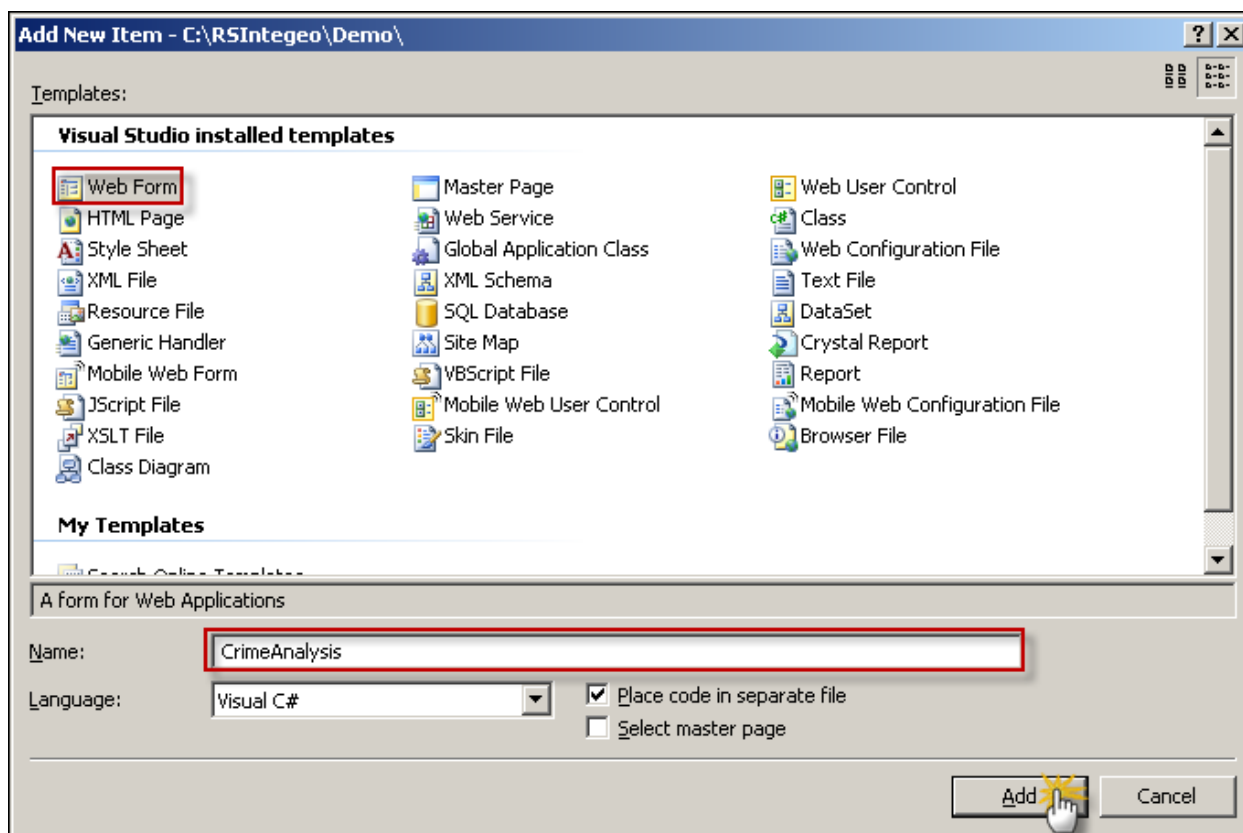 Add New Item - C:\RSIntegeo\Demo\
Templates:
Visual Studio installed templates
Web Form Master Page Web User Control
HTML Page Web Service Class
Style Sheet Global Application Class Web Configuration File
XML File XML Schema Text File
Resource File SQL Database DataSet
Generic Handler Site Map Crystal Report
Mobile Web Form VBScript File Report
JScript File Mobile Web User Control Mobile Web Configuration File
XSLT File Skin File Browser File
Class Diagram
My Templates
Search Online Templates
A form for Web Applications
Name: CrimeAnalysis
Language: Visual C# Place code in separate file
Select master page
Add Cancel